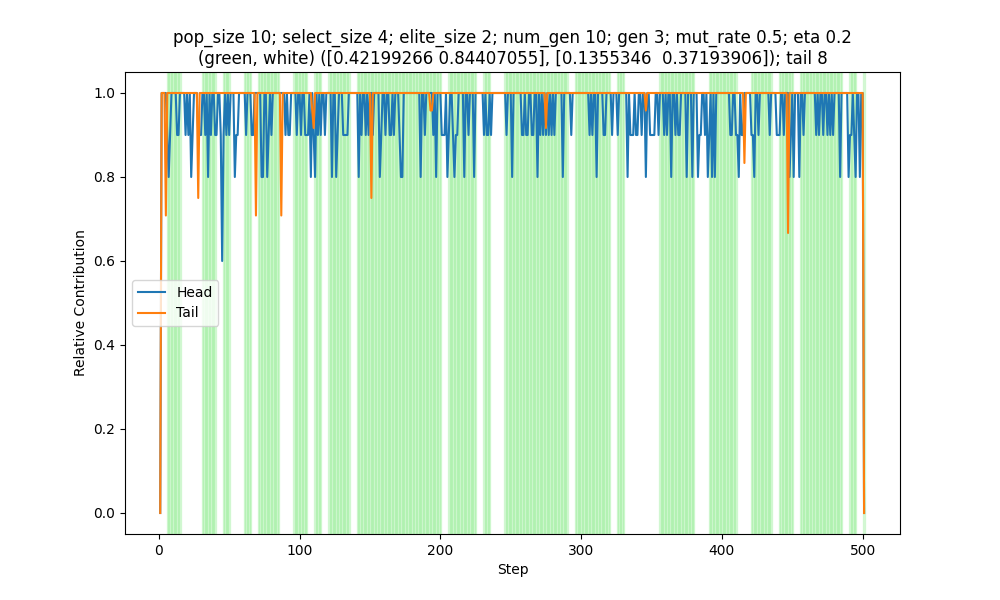 pop_size 10; select_size 4; elite_size 2; num_gen 10; gen 3; mut_rate 0.5; eta 0.2
(green, white) ([0.42199266 0.84407055], [0.1355346  0.37193906]); tail 8
1.0
0.8
0.6
0.4
0.2
0.0
Relative Contribution
Head
Tail
0
100
200
300
400
500
Step